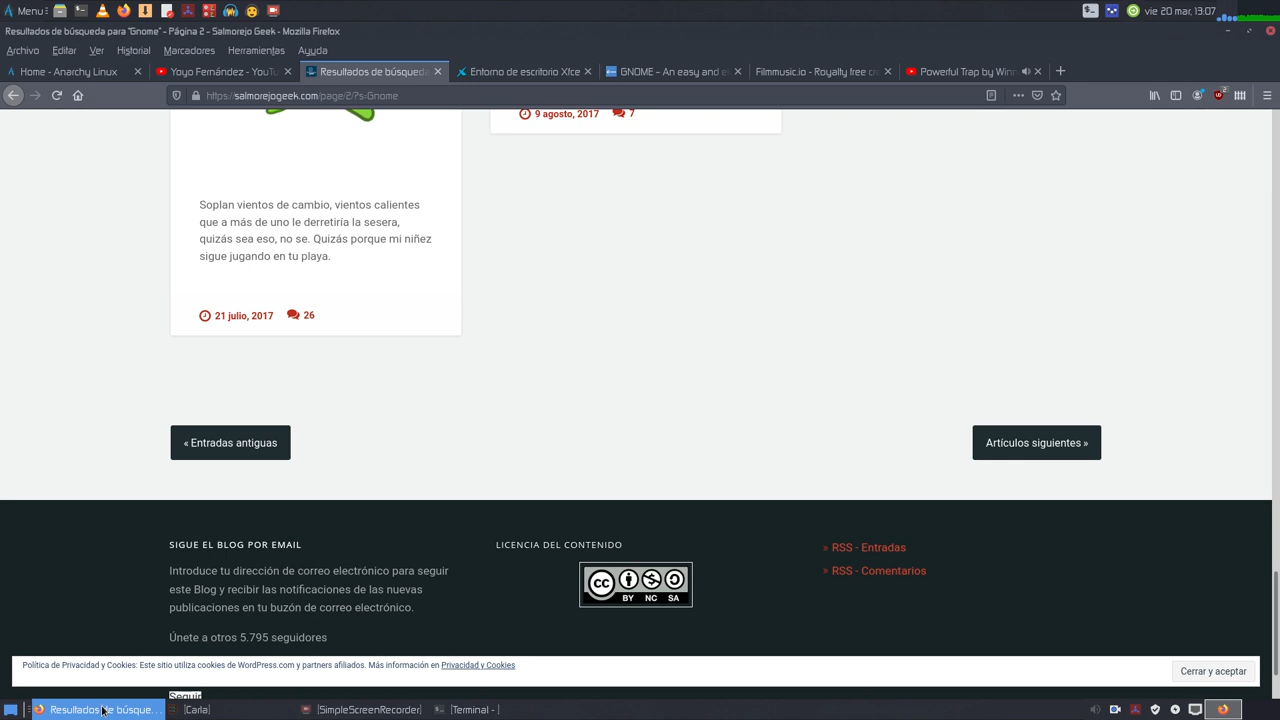 Menu
vie 20 mar, 13:07
Resultados de búsqueda para "Gnome" – Página 2 – Salmorejo Geek - Mozilla Firefox
Archivo Editar Ver Historial Marcadores Herramientas Ayuda
Home - Anarchy Linux
Yoyo Fernández - YouTu
Resultados de búsqueda
Entorno de escritorio Xfce
GNOME – An easy and el
Filmmusic.io - Royalty free cr
Powerful Trap by Winn
https://salmorejogeek.com/page/2/?s=Gnome
2
9 agosto, 2017 7
Soplan vientos de cambio, vientos calientes
que a más de uno le derretiría la sesera,
quizás sea eso, no se. Quizás porque mi niñez
sigue jugando en tu playa.
21 julio, 2017 26
« Entradas antiguas
Artículos siguientes »
SIGUE EL BLOG POR EMAIL
LICENCIA DEL CONTENIDO
» RSS - Entradas
» RSS - Comentarios
cc BY NC SA
Introduce tu dirección de correo electrónico para seguir
este Blog y recibir las notificaciones de las nuevas
publicaciones en tu buzón de correo electrónico.
Únete a otros 5.795 seguidores
Política de Privacidad y Cookies: Este sitio utiliza cookies de WordPress.com y partners afiliados. Más información en Privacidad y Cookies
Cerrar y aceptar
Seguir
Resultados de búsque...
[Carla]
[SimpleScreenRecorder]
[Terminal - ]